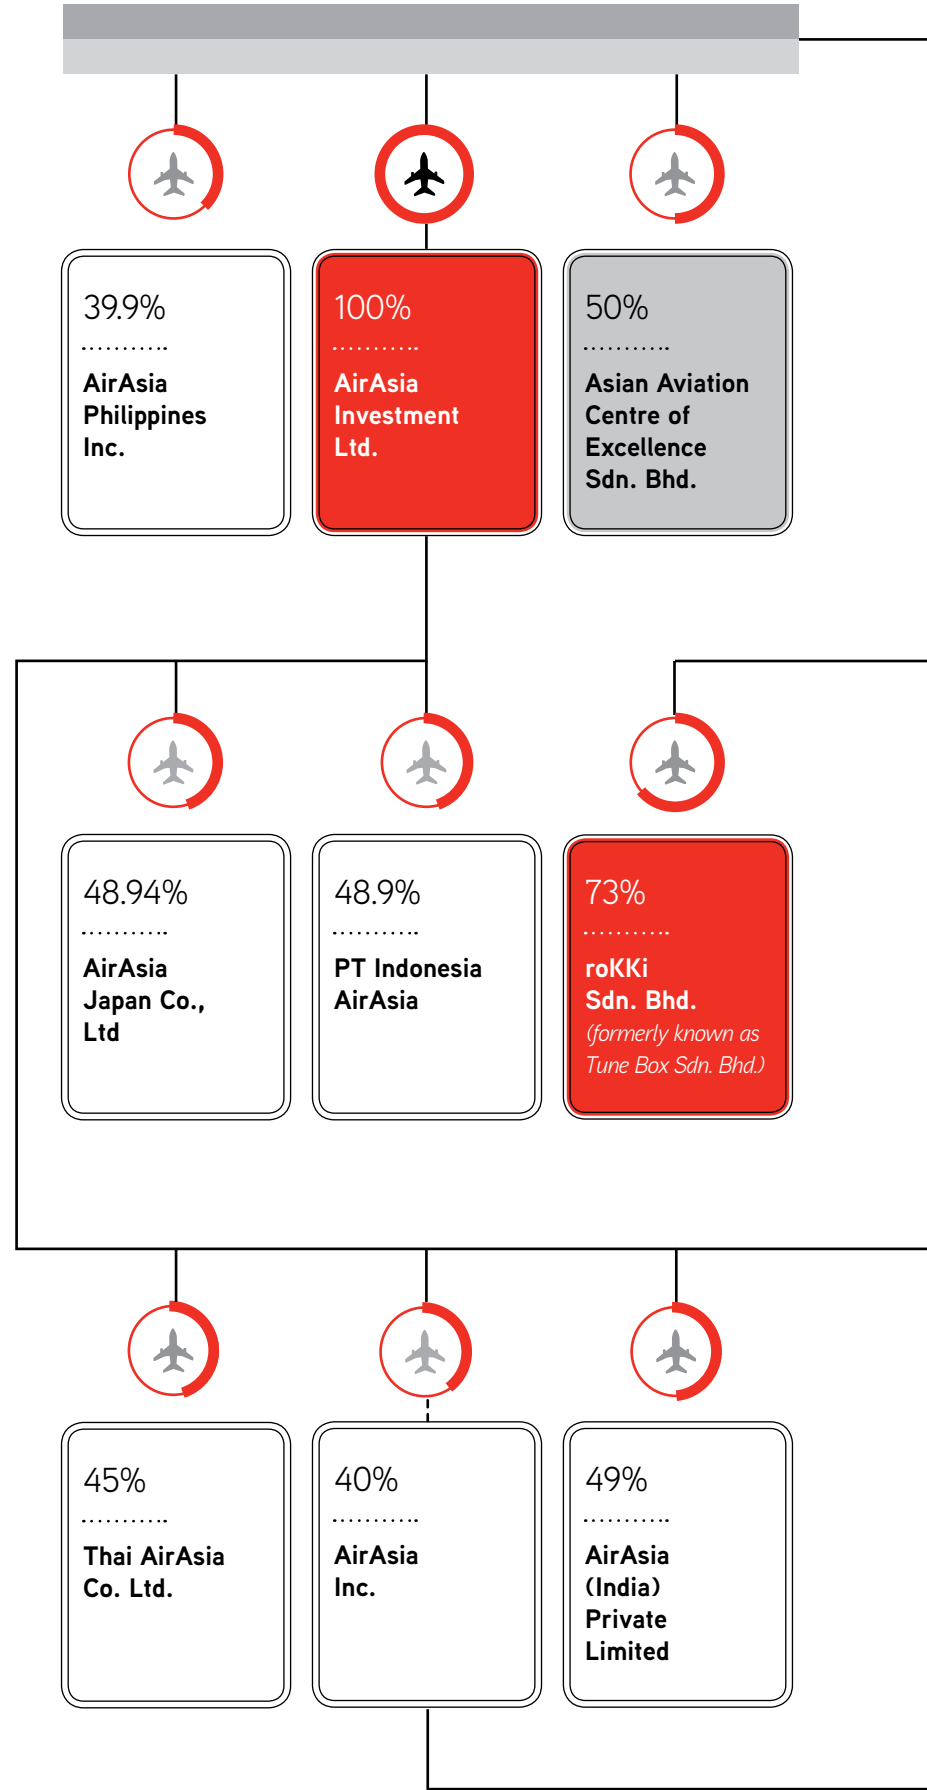 39.9%
AirAsia
Philippines
Inc.
100%
AirAsia
Investment
Ltd.
50%
Asian Aviation
Centre of
Excellence
Sdn. Bhd.
48.94%
AirAsia
Japan Co.,
Ltd
48.9%
PT Indonesia
AirAsia
73%
roKKi
Sdn. Bhd.
(formerly known as
Tune Box Sdn. Bhd.)
45%
Thai AirAsia
Co. Ltd.
40%
AirAsia
Inc.
49%
AirAsia
(India)
Private
Limited